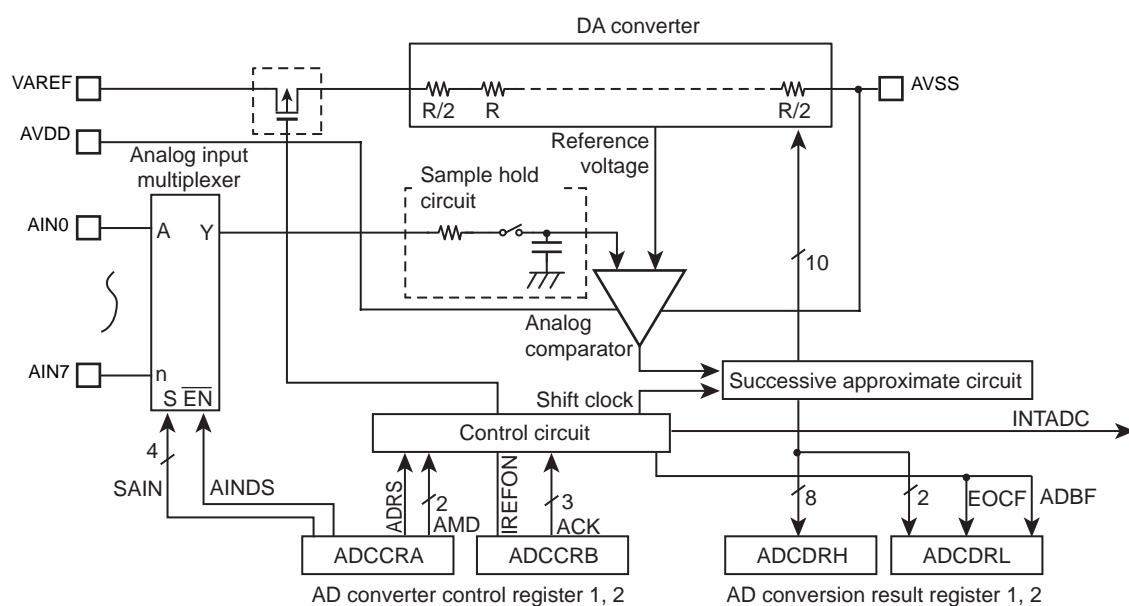 DA converter
VAREF
AVSS
R/2
R
R/2
AVDD
Reference
voltage
Analog input
multiplexer
Sample hold
circuit
AIN0
A
Y
10
Analog
comparator
AIN7
n
S EN
Successive approximate circuit
Shift clock
INTADC
Control circuit
4
SAIN
AINDS
ADRS
2
AMD
IREFON
3
ACK
8
2
EOCF
ADBF
ADCCRA
ADCCRB
ADCDRH
ADCDRL
AD converter control register 1, 2
AD conversion result register 1, 2